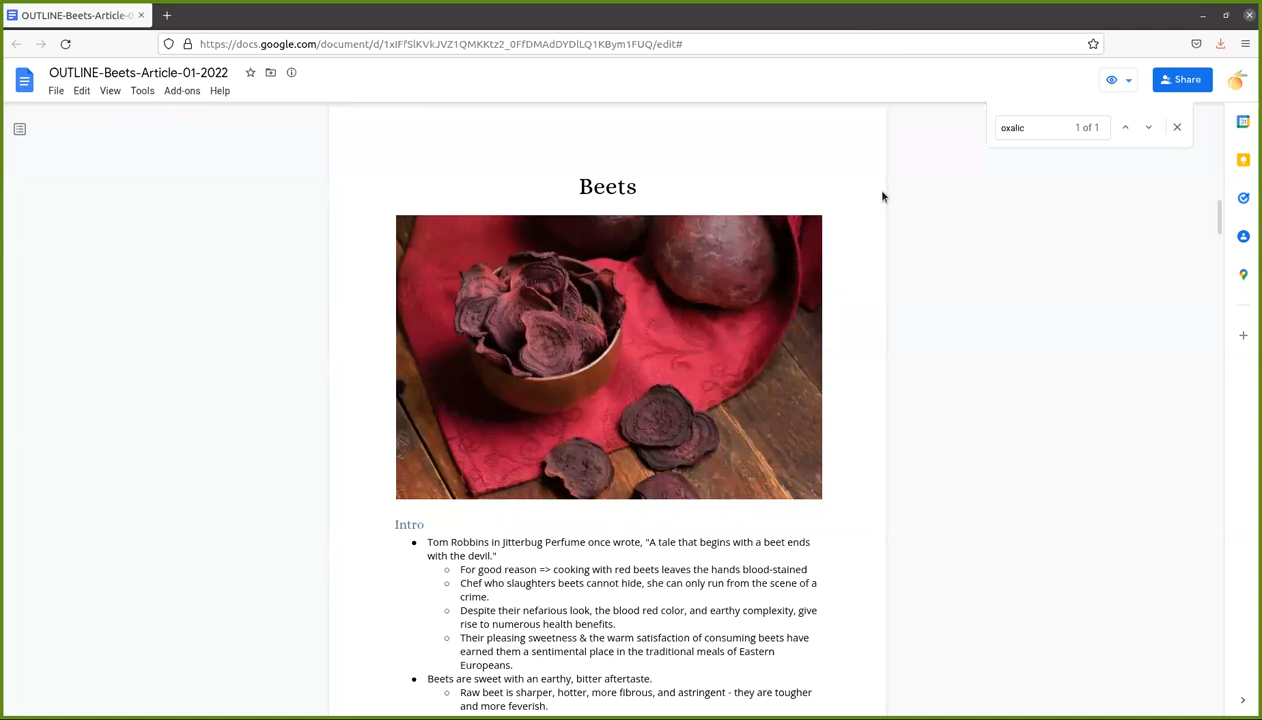 OUTLINE-Beets-Article-0
https://docs.google.com/document/d/1xIFfSlKVkJVZ1QMKKtz2_0FfDMAdDYDlLQ1KBym1FUQ/edit#
OUTLINE-Beets-Article-01-2022
Share
File Edit View Tools Add-ons Help
oxalic 1 of 1
Beets
Intro
● Tom Robbins in Jitterbug Perfume once wrote, "A tale that begins with a beet ends
with the devil."
○ For good reason => cooking with red beets leaves the hands blood-stained
○ Chef who slaughters beets cannot hide, she can only run from the scene of a
crime.
○ Despite their nefarious look, the blood red color, and earthy complexity, give
rise to numerous health benefits.
○ Their pleasing sweetness & the warm satisfaction of consuming beets have
earned them a sentimental place in the traditional meals of Eastern
Europeans.
● Beets are sweet with an earthy, bitter aftertaste.
○ Raw beet is sharper, hotter, more fibrous, and astringent - they are tougher
and more feverish.